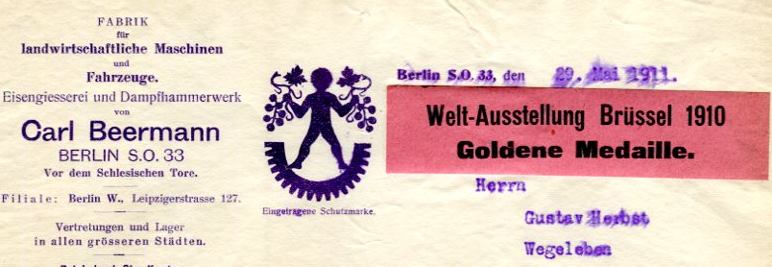 FABRIK
für
landwirtschaftliche Maschinen
und
Fahrzeuge.
Eisengiesserei und Dampfhammerwerk
von
Carl Beermann
BERLIN S.O. 33
Vor dem Schlesischen Tore.
Filiale: Berlin W., Leipzigerstrasse 127.
Vertretungen und Lager
in allen grösseren Städten.
Eingetragene Schutzmarke.
Berlin S.O. 33, den 29. Mai 1911.
Welt-Ausstellung Brüssel 1910
Goldene Medaille.
Herrn
Gustav Herbst
Wegeleben